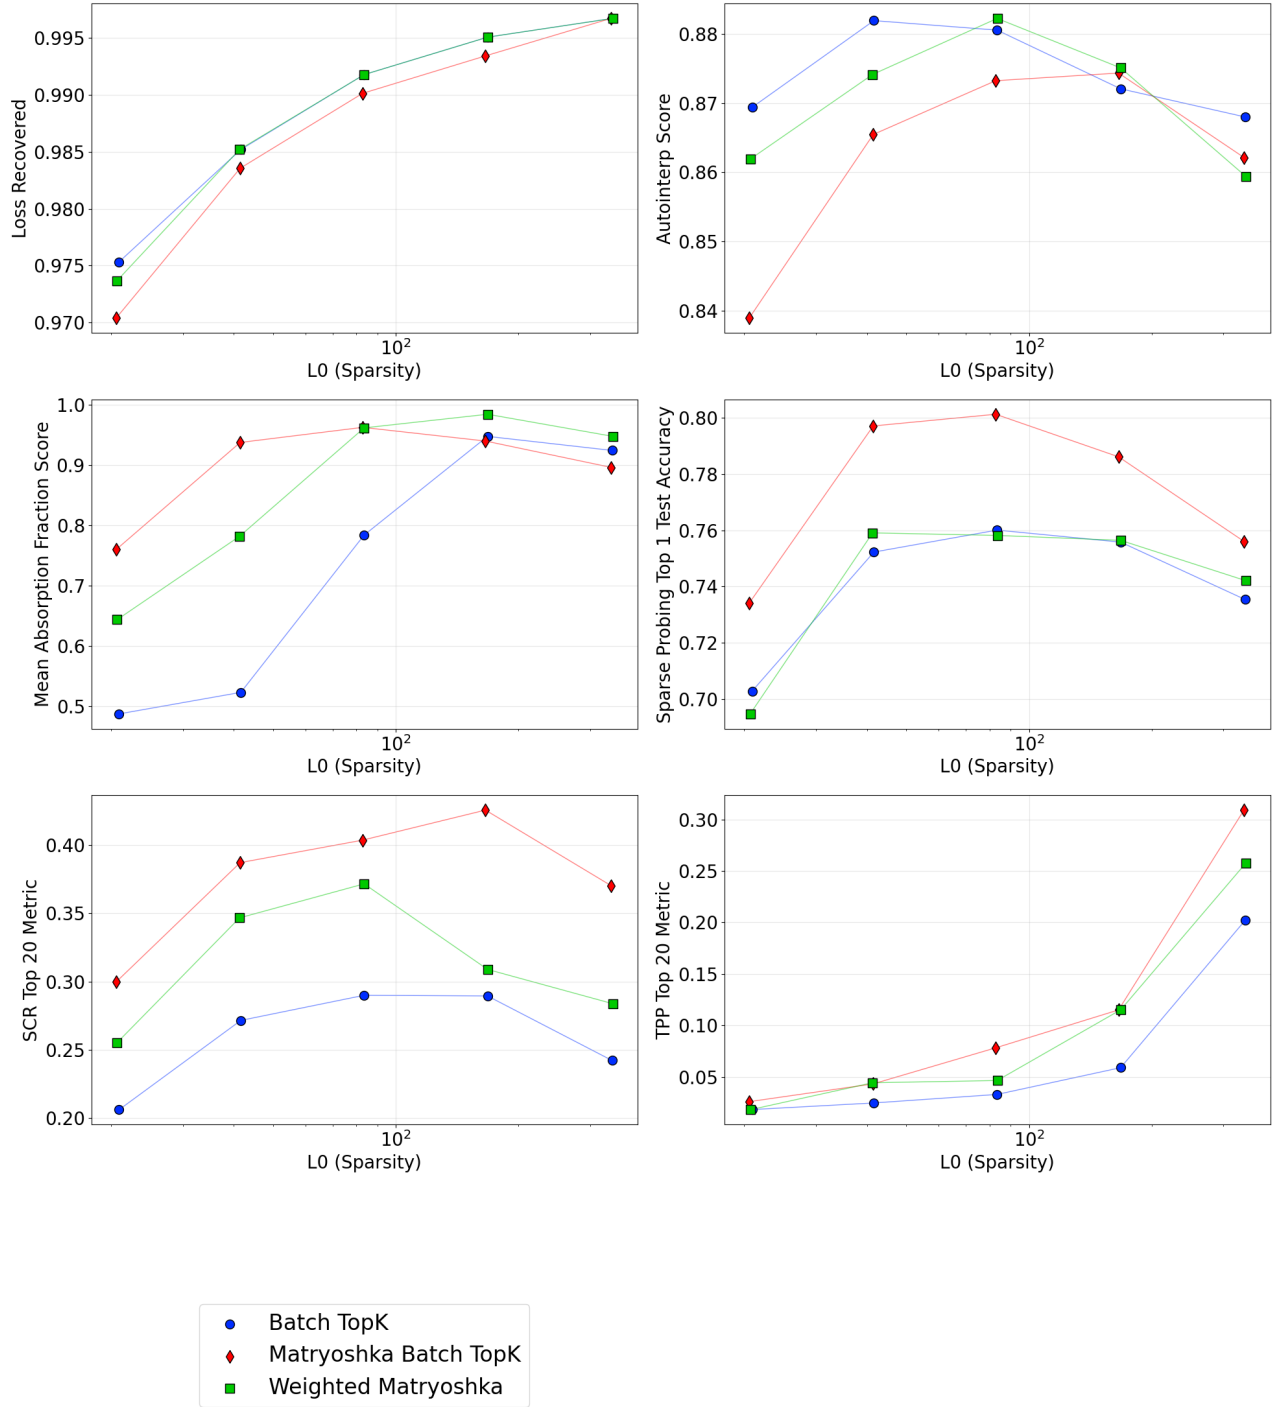 0.995
0.990
0.985
0.980
0.975
0.970
Loss Recovered
10²
L0 (Sparsity)
0.88
0.87
0.86
0.85
0.84
Autointerp Score
10²
L0 (Sparsity)
1.0
0.9
0.8
0.7
0.6
0.5
Mean Absorption Fraction Score
10²
L0 (Sparsity)
0.80
0.78
0.76
0.74
0.72
0.70
Sparse Probing Top 1 Test Accuracy
10²
L0 (Sparsity)
0.40
0.35
0.30
0.25
0.20
SCR Top 20 Metric
10²
L0 (Sparsity)
0.30
0.25
0.20
0.15
0.10
0.05
TPP Top 20 Metric
10²
L0 (Sparsity)
Batch TopK
Matryoshka Batch TopK
Weighted Matryoshka